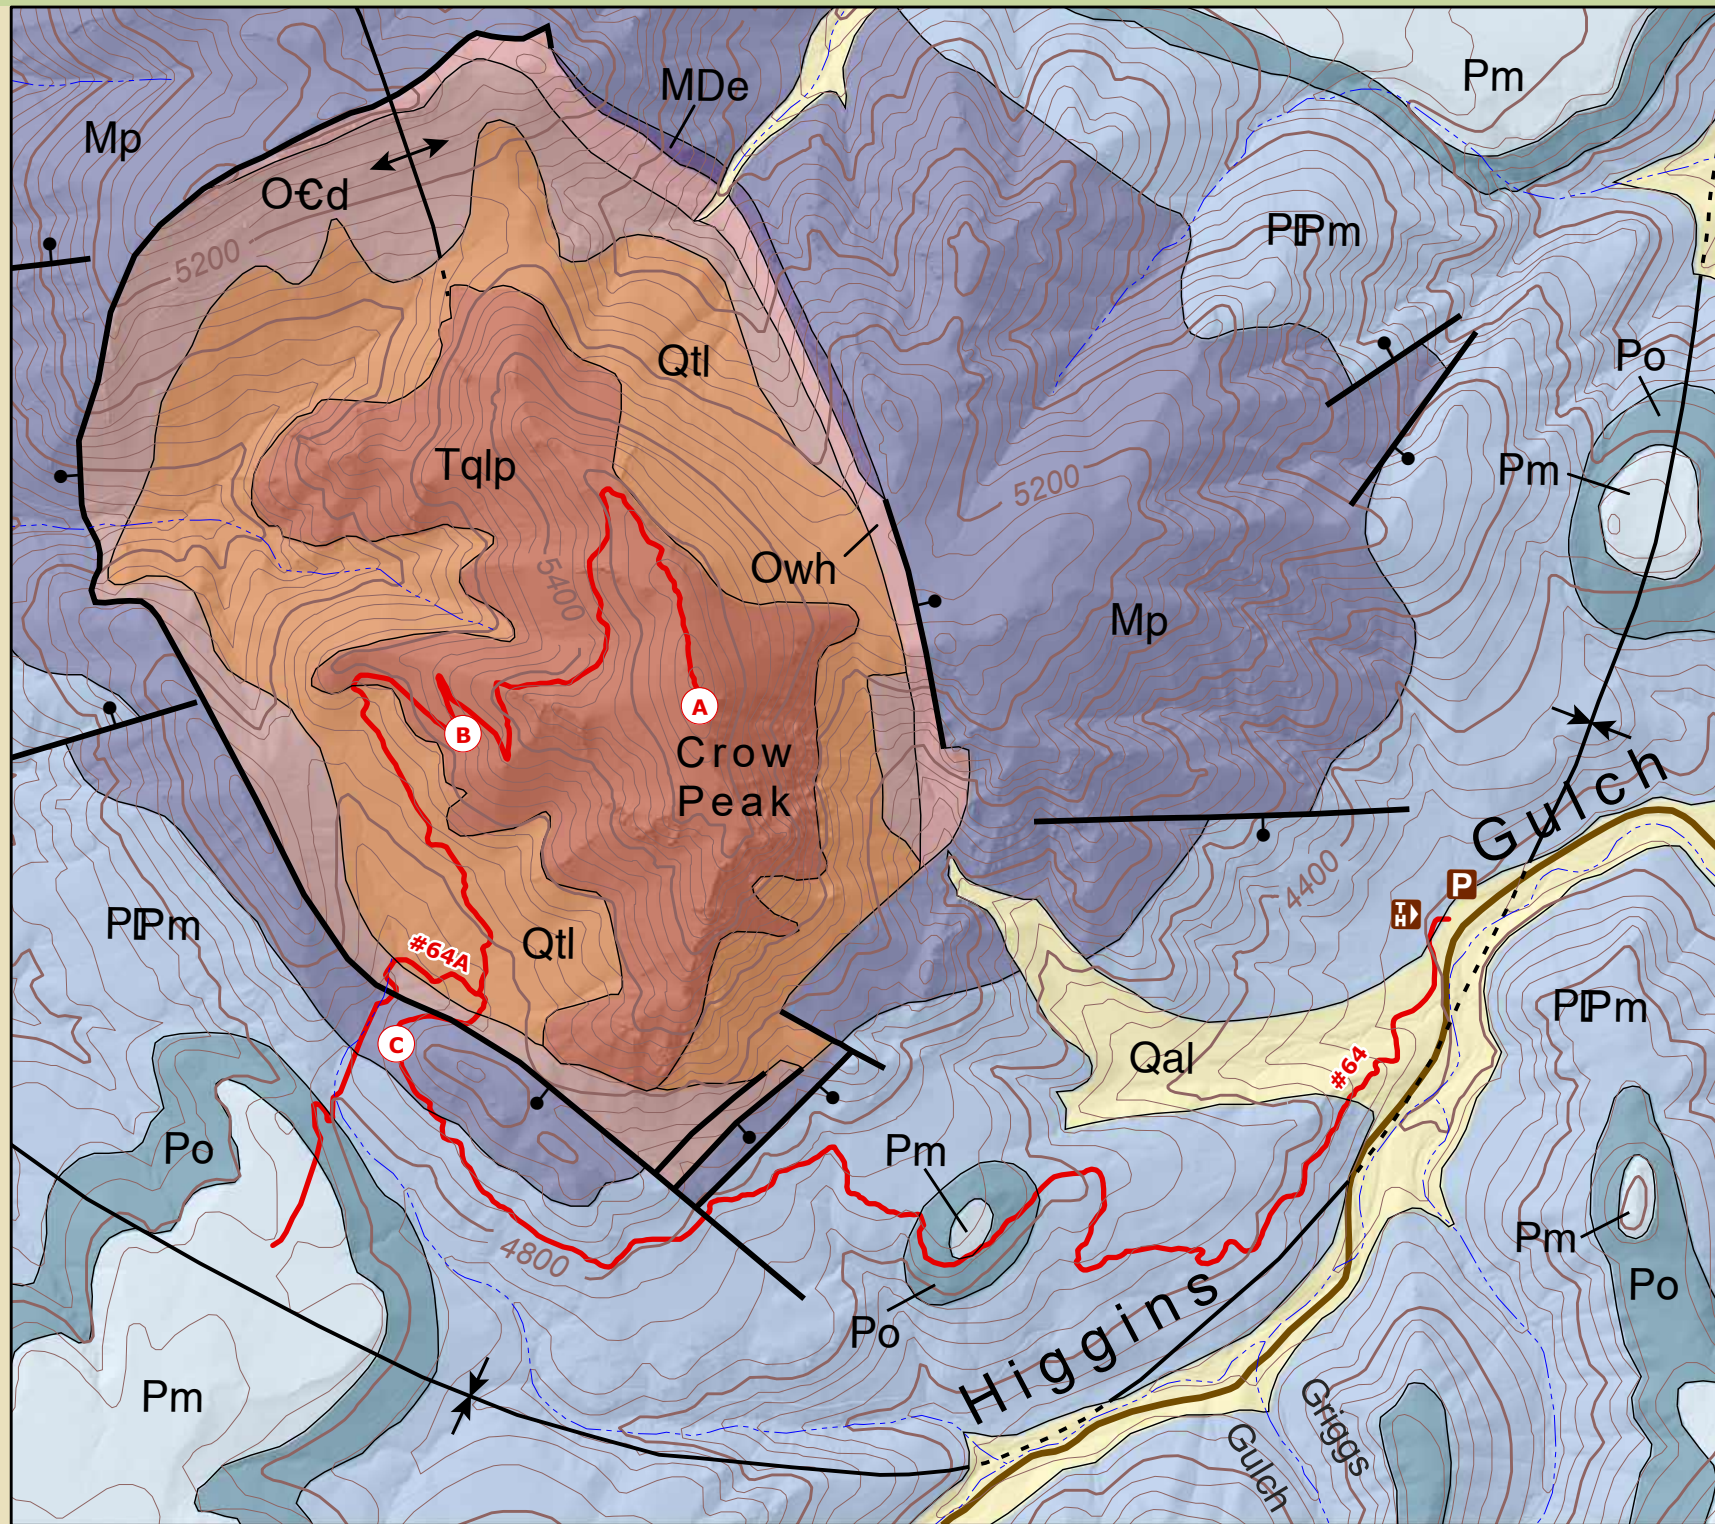 Pm
MDe
Mp
O€d
PIPm
5200
Qtl
Po
Tqlp
Pm
5200
Owh
5400
Mp
A
B
Crow
Peak
Gulch
4400
P
TH
PIPm
Qtl
#64A
PIPm
C
Qal
#64
Po
Pm
Pm
4800
Po
Po
Higgins
Pm
Griggs
Gulch